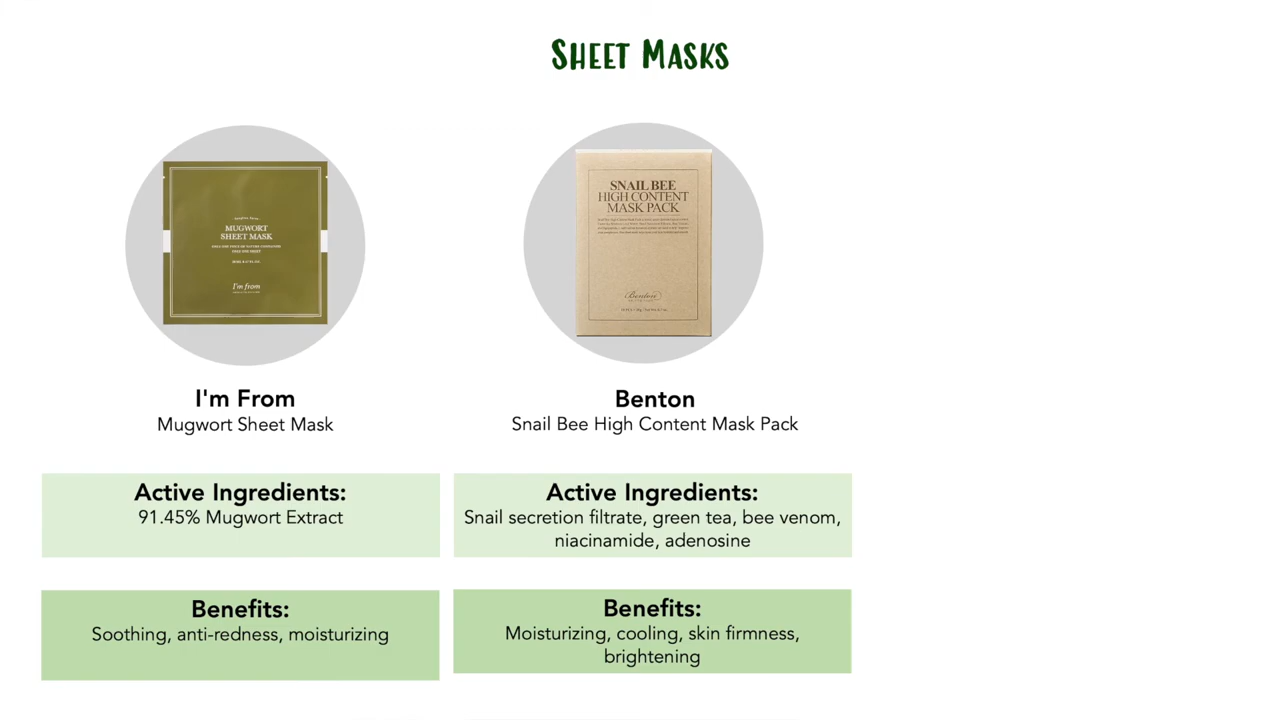 SHEET MASKS
MUGWORT
SHEET MASK
I'm from
SNAIL BEE
HIGH CONTENT
MASK PACK
Benton
I'm From
Mugwort Sheet Mask
Benton
Snail Bee High Content Mask Pack
Active Ingredients:
91.45% Mugwort Extract
Active Ingredients:
Snail secretion filtrate, green tea, bee venom,
niacinamide, adenosine
Benefits:
Soothing, anti-redness, moisturizing
Benefits:
Moisturizing, cooling, skin firmness,
brightening